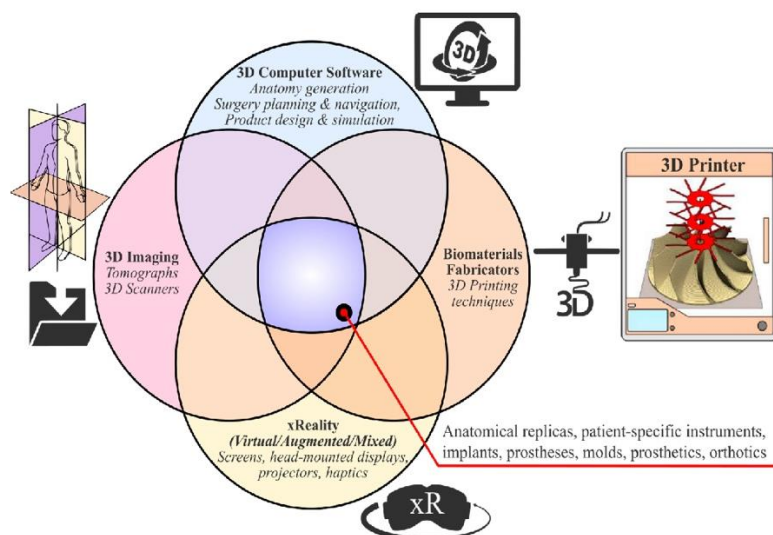 3D
3D Computer Software
Anatomy generation
Surgery planning & navigation,
Product design & simulation
3D Imaging
Tomographs
3D Scanners
Biomaterials
Fabricators
3D Printing
techniques
3D
3D Printer
xReality
(Virtual/Augmented/Mixed)
Screens, head-mounted displays,
projectors, haptics
Anatomical replicas, patient-specific instruments,
implants, prostheses, molds, prosthetics, orthotics
xR